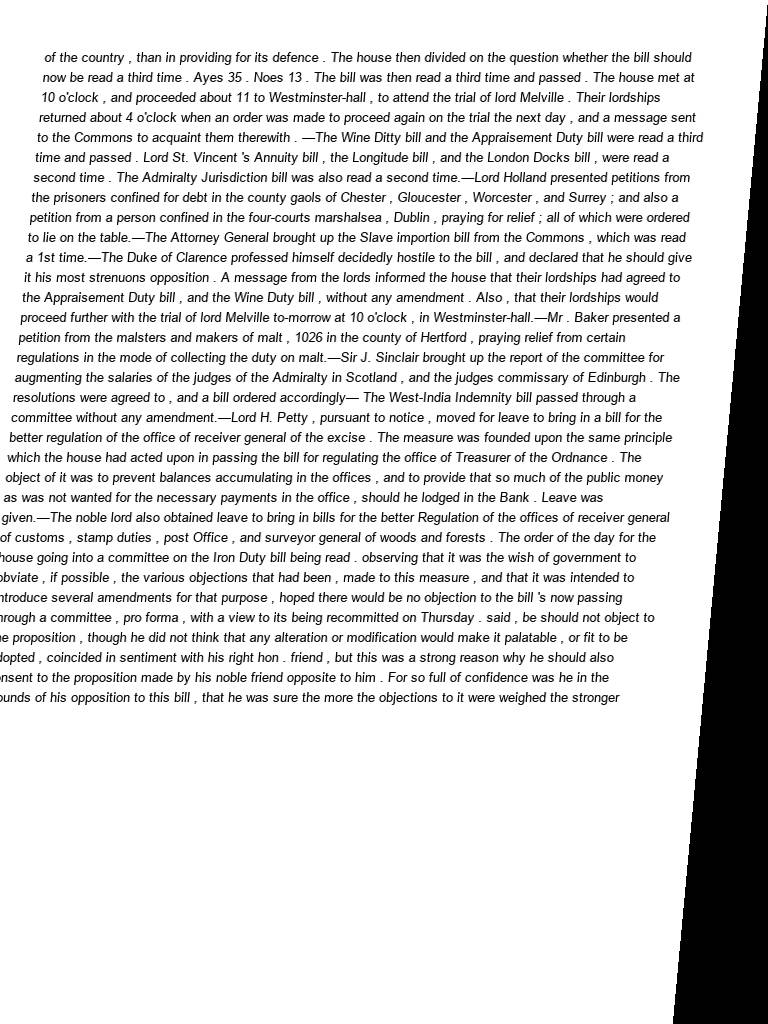 of the country , than in providing for its defence . The house then divided on the question whether the bill should
now be read a third time . Ayes 35 . Noes 13 . The bill was then read a third time and passed . The house met at
10 o'clock , and proceeded about 11 to Westminster-hall , to attend the trial of lord Melville . Their lordships
returned about 4 o'clock when an order was made to proceed again on the trial the next day , and a message sent
to the Commons to acquaint them therewith . —The Wine Ditty bill and the Appraisement Duty bill were read a third
time and passed . Lord St. Vincent 's Annuity bill , the Longitude bill , and the London Docks bill , were read a
second time . The Admiralty Jurisdiction bill was also read a second time.—Lord Holland presented petitions from
the prisoners confined for debt in the county gaols of Chester , Gloucester , Worcester , and Surrey ; and also a
petition from a person confined in the four-courts marshalsea , Dublin , praying for relief ; all of which were ordered
to lie on the table.—The Attorney General brought up the Slave importion bill from the Commons , which was read
a 1st time.—The Duke of Clarence professed himself decidedly hostile to the bill , and declared that he should give
it his most strenuons opposition . A message from the lords informed the house that their lordships had agreed to
the Appraisement Duty bill , and the Wine Duty bill , without any amendment . Also , that their lordships would
proceed further with the trial of lord Melville to-morrow at 10 o'clock , in Westminster-hall.—Mr . Baker presented a
petition from the malsters and makers of malt , 1026 in the county of Hertford , praying relief from certain
regulations in the mode of collecting the duty on malt.—Sir J. Sinclair brought up the report of the committee for
augmenting the salaries of the judges of the Admiralty in Scotland , and the judges commissary of Edinburgh . The
resolutions were agreed to , and a bill ordered accordingly— The West-India Indemnity bill passed through a
committee without any amendment.—Lord H. Petty , pursuant to notice , moved for leave to bring in a bill for the
better regulation of the office of receiver general of the excise . The measure was founded upon the same principle
which the house had acted upon in passing the bill for regulating the office of Treasurer of the Ordnance . The
object of it was to prevent balances accumulating in the offices , and to provide that so much of the public money
as was not wanted for the necessary payments in the office , should he lodged in the Bank . Leave was
given.—The noble lord also obtained leave to bring in bills for the better Regulation of the offices of receiver general
of customs , stamp duties , post Office , and surveyor general of woods and forests . The order of the day for the
house going into a committee on the Iron Duty bill being read . observing that it was the wish of government to
obviate , if possible , the various objections that had been , made to this measure , and that it was intended to
ntroduce several amendments for that purpose , hoped there would be no objection to the bill 's now passing
hrough a committee , pro forma , with a view to its being recommitted on Thursday . said , be should not object to
e proposition , though he did not think that any alteration or modification would make it palatable , or fit to be
dopted , coincided in sentiment with his right hon . friend , but this was a strong reason why he should also
nsent to the proposition made by his noble friend opposite to him . For so full of confidence was he in the
ounds of his opposition to this bill , that he was sure the more the objections to it were weighed the stronger